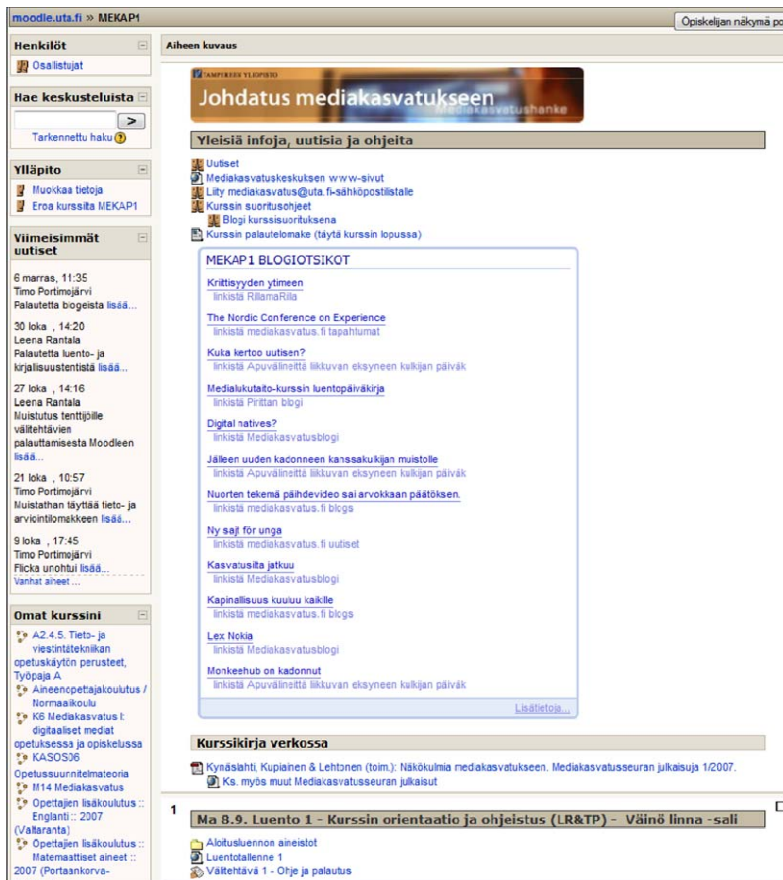 moodle.uta.fi » MEKAP1
Opiskelijan näkymä po
Henkilöt
Osallistujat
Hae keskusteluista
>
Tarkennettu haku
Ylläpito
Muokkaa tietoja
Eroa kurssilta MEKAP1
Viimeisimmät
uutiset
6 marras, 11:35
Timo Portimojärvi
Palautetta blogeista lisää...
30 loka , 14:20
Leena Rantala
Palautetta luento- ja
kirjallisuustentistä lisää...
27 loka , 14:16
Leena Rantala
Muistutus tenttijöille
välitehtävien
palauttamisesta Moodleen
lisää...
21 loka , 10:57
Timo Portimojärvi
Muistathan täyttää tieto- ja
arviointilomakkeen lisää...
9 loka , 17:45
Timo Portimojärvi
Flicka unohtui lisää...
Vanhat aiheet ...
Omat kurssini
A2.4.5. Tieto- ja
viestintätekniikan
opetuskäytön perusteet,
Työpaja A
Aineenopettajakoulutus /
Normaalikoulu
K6 Mediakasvatus I:
digitaaliset mediat
opetuksessa ja opiskelussa
KASOS06
Opetussuunnitelmateoria
M14 Mediakasvatus
Opettajien lisäkoulutus ::
Englanti :: 2007
(Valtaranta)
Opettajien lisäkoulutus ::
Matemaattiset aineet ::
2007 (Portaankorva-
Aiheen kuvaus
TAMPEREEN YLIOPISTO
Johdatus mediakasvatukseen
Mediakasvatushanke
Yleisiä infoja, uutisia ja ohjeita
Uutiset
Mediakasvatuskeskuksen www-sivut
Liity mediakasvatus@uta.fi-sähköpostilistalle
Kurssin suoritusohjeet
Blogi kurssisuorituksena
Kurssin palautelomake (täytä kurssin lopussa)
MEKAP1 BLOGIOTSIKOT
Kriittisyyden ytimeen
linkistä RillamaRilla
The Nordic Conference on Experience
linkistä mediakasvatus.fi tapahtumat
Kuka kertoo uutisen?
linkistä Apuvälineittä liikkuvan eksyneen kulkijan päiväk
Medialukutaito-kurssin luentopäiväkirja
linkistä Piritan blogi
Digital natives?
linkistä Mediakasvatusblogi
Jälleen uuden kadonneen kanssakulkijan muistolle
linkistä Apuvälineittä liikkuvan eksyneen kulkijan päiväk
Nuorten tekemä päihdevideo sai arvokkaan päätöksen.
linkistä mediakasvatus.fi blogs
Ny sajt för unga
linkistä mediakasvatus.fi uutiset
Kasvatusilta jatkuu
linkistä Mediakasvatusblogi
Kapinallisuus kuuluu kaikille
linkistä mediakasvatus.fi blogs
Lex Nokia
linkistä Mediakasvatusblogi
Monkeehub on kadonnut
linkistä Apuvälineittä liikkuvan eksyneen kulkijan päiväk
Lisätietoja...
Kurssikirja verkossa
Kynäslahti, Kupiainen & Lehtonen (toim.): Näkökulmia mediakasvatukseen. Mediakasvatusseuran julkaisuja 1/2007.
Ks. myös muut Mediakasvatusseuran julkaisut
1
Ma 8.9. Luento 1 - Kurssin orientaatio ja ohjeistus (LR&TP) - Väinö linna -sali
Aloitusluennon aineistot
Luentotallenne 1
Välitehtävä 1 - Ohje ja palautus